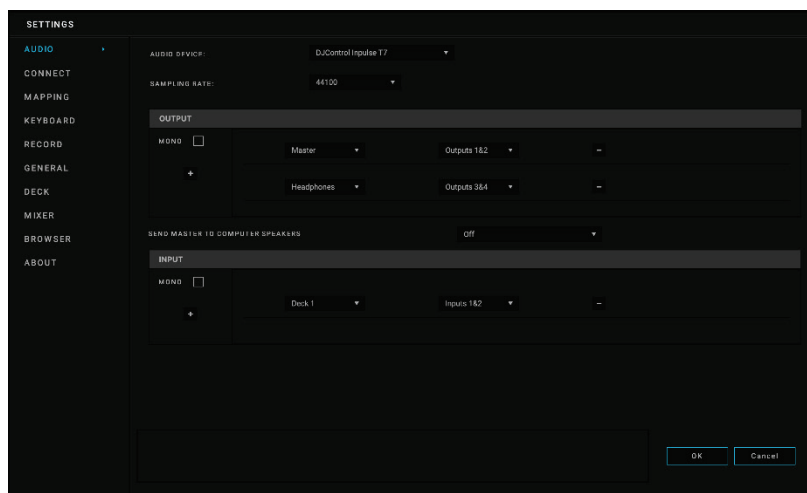 SETTINGS
AUDIO
CONNECT
MAPPING
KEYBOARD
RECORD
GENERAL
DECK
MIXER
BROWSER
ABOUT
AUDIO DEVICE: DJControl Inpulse T7
SAMPLING RATE: 44100
OUTPUT
MONO
Master Outputs 1&2 -
+
Headphones Outputs 3&4 -
SEND MASTER TO COMPUTER SPEAKERS Off
INPUT
MONO
Deck 1 Inputs 1&2 -
+
OK Cancel